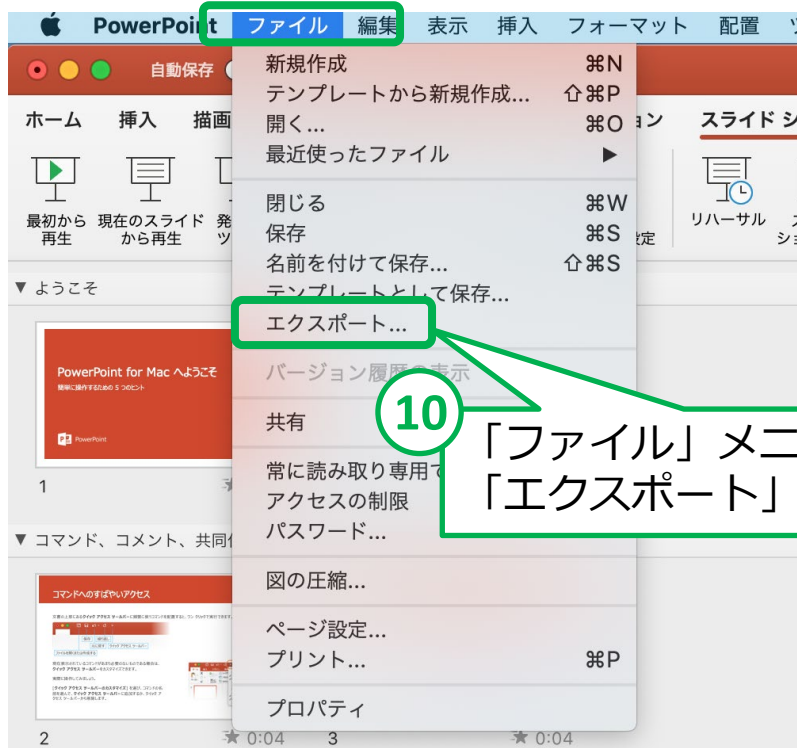 PowerPoint ファイル 編集 表示 挿入 フォーマット 配置
自動保存
ホーム 挿入 描画
ョン スライド シ
最初から
再生
現在のスライド
から再生
リハーサル
定
ようこそ
PowerPoint for Mac へようこそ
簡単に操作するための 5 つのヒント
PowerPoint
1
コマンド、コメント、共同
コマンドへのすばやいアクセス
2 0:04 3 0:04
新規作成 ⌘N
テンプレートから新規作成... ⇧⌘P
開く... ⌘O
最近使ったファイル ▶
閉じる ⌘W
保存 ⌘S
名前を付けて保存... ⇧⌘S
テンプレートとして保存...
エクスポート...
バージョン履歴の表示
共有
常に読み取り専用で
アクセスの制限
パスワード...
図の圧縮...
ページ設定...
プリント... ⌘P
プロパティ
10
「ファイル」メニ
「エクスポート」